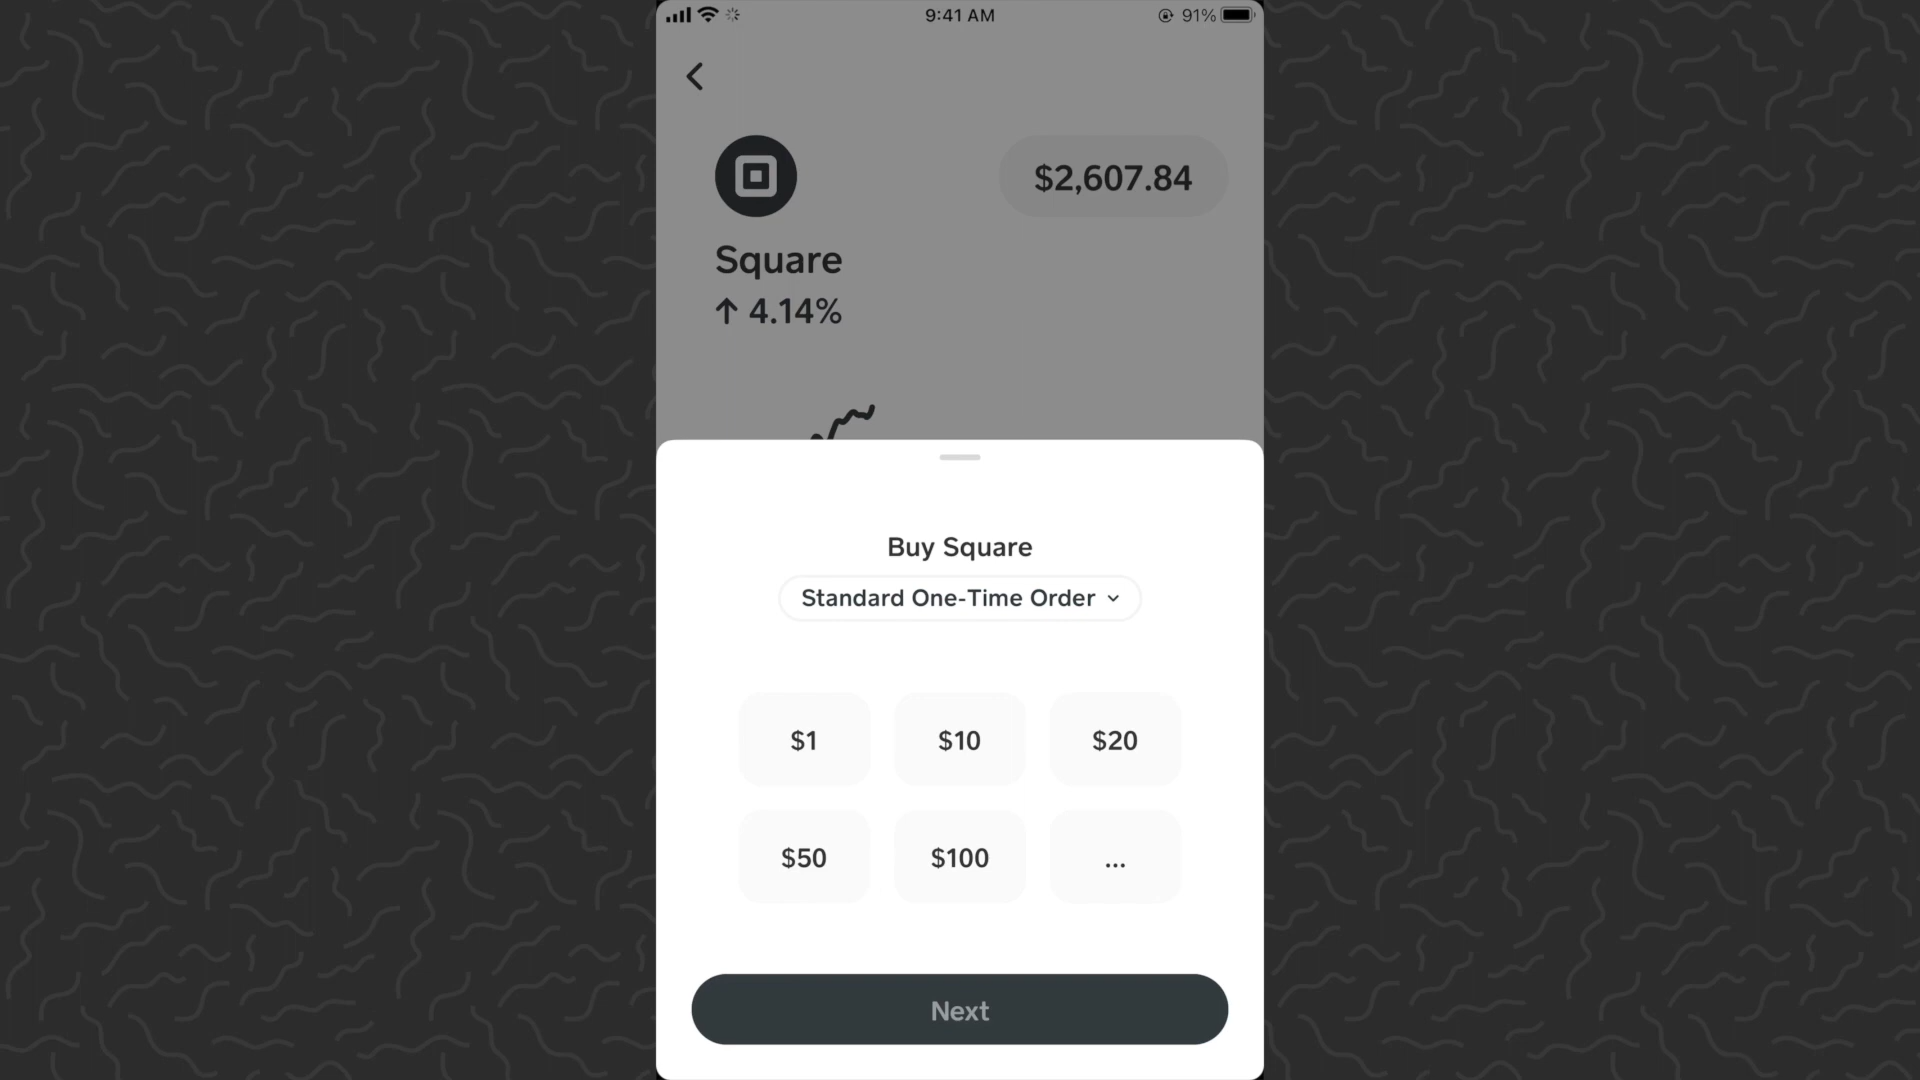 9:41 AM
91%
$2,607.84
Square
↑ 4.14%
Buy Square
Standard One-Time Order
$1
$10
$20
$50
$100
...
Next